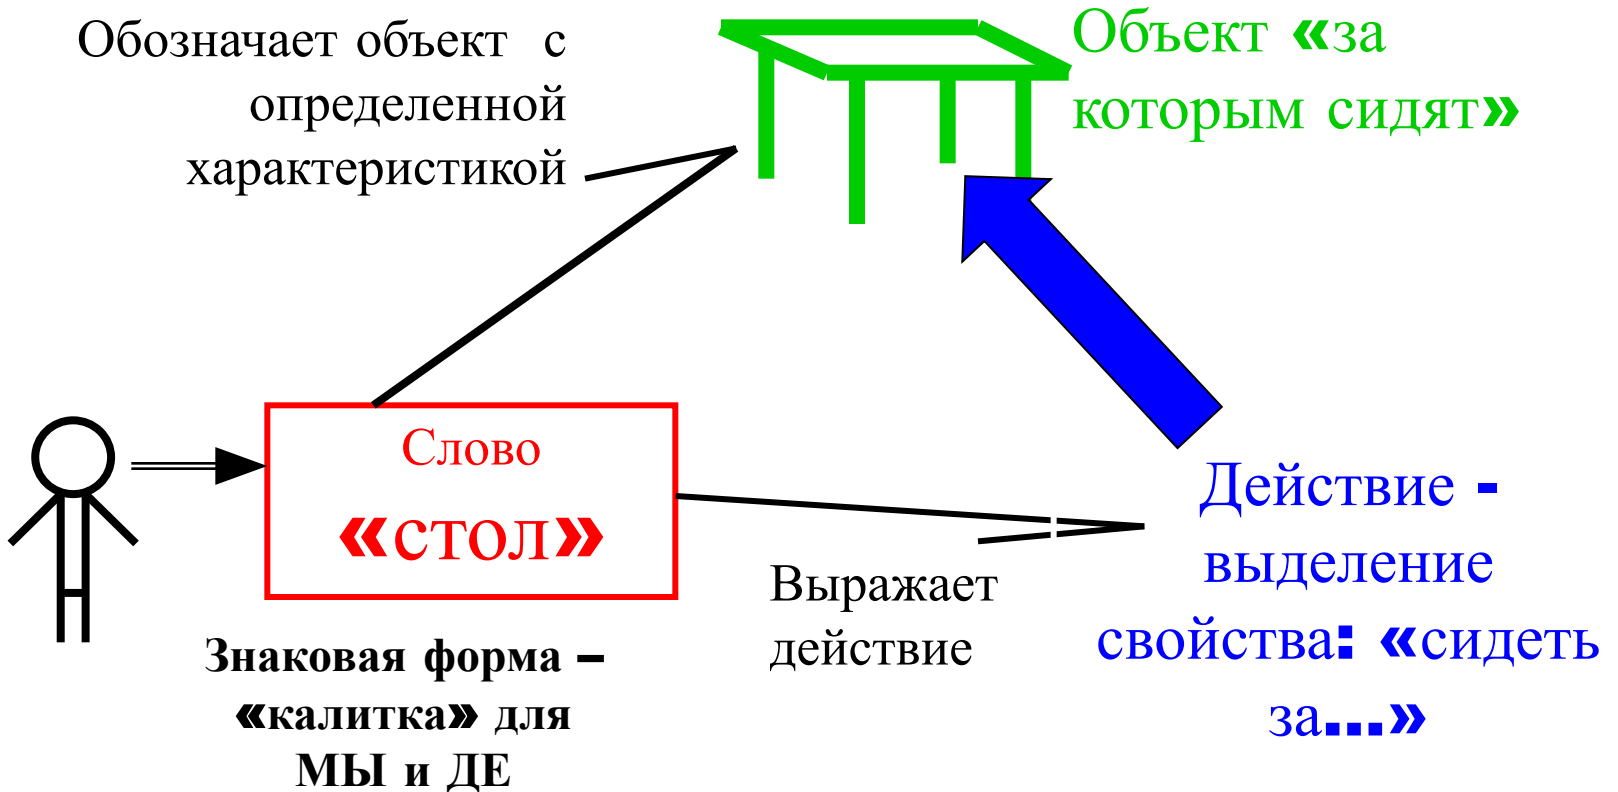 Обозначает объект с
определенной
характеристикой
Объект «за
которым сидят»
Слово
«стол»
Знаковая форма –
«калитка» для
МЫ и ДЕ
Выражает
действие
Действие -
выделение
свойства: «сидеть
за...»